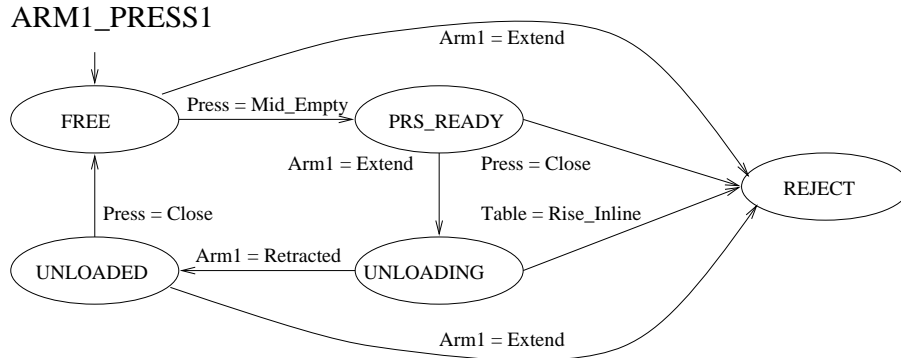 ARM1_PRESS1
Arm1 = Extend
Press = Mid_Empty
FREE
PRS_READY
Arm1 = Extend
Press = Close
REJECT
Press = Close
Table = Rise_Inline
Arm1 = Retracted
UNLOADED
UNLOADING
Arm1 = Extend